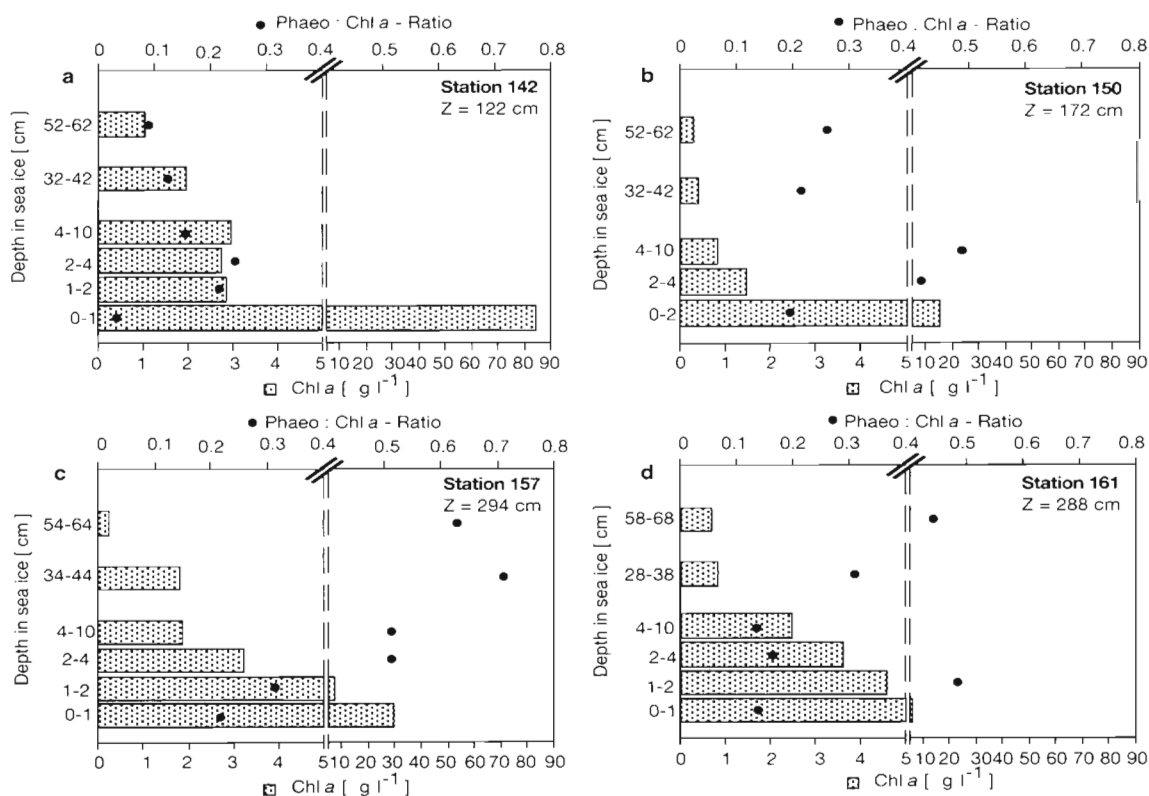 ● Phaeo : Chl a - Ratio
0 0.1 0.2 0.3 0.4 0.5 0.6 0.7 0.8
a
Station 142
Z = 122 cm
Depth in sea ice [ cm]
52-62
32-42
4-10
2-4
1-2
0-1
0 1 2 3 4 5 10 20 30 40 50 60 70 80 90
Chl a [ g l⁻¹]
● Phaeo . Chl a - Ratio
0 0.1 0.2 0.3 0.4 0.5 0.6 0.7 0.8
b
Station 150
Z = 172 cm
Depth in sea ice [cm]
52-62
32-42
4-10
2-4
0-2
0 1 2 3 4 5 10 20 30 40 50 60 70 80 90
Chl a [ g l⁻¹]
● Phaeo : Chl a - Ratio
0 0.1 0.2 0.3 0.4 0.5 0.6 0.7 0.8
c
Station 157
Z = 294 cm
Depth in sea ice [ cm]
54-64
34-44
4-10
2-4
1-2
0-1
0 1 2 3 4 5 10 20 30 40 50 60 70 80 90
Chl a [ g l⁻¹]
● Phaeo : Chl a - Ratio
0 0.1 0.2 0.3 0.4 0.5 0.6 0.7 0.8
d
Station 161
Z = 288 cm
Depth in sea ice [ cm]
58-68
28-38
4-10
2-4
1-2
0-1
0 1 2 3 4 5 10 20 30 40 50 60 70 80 90
Chl a [ g l⁻¹]